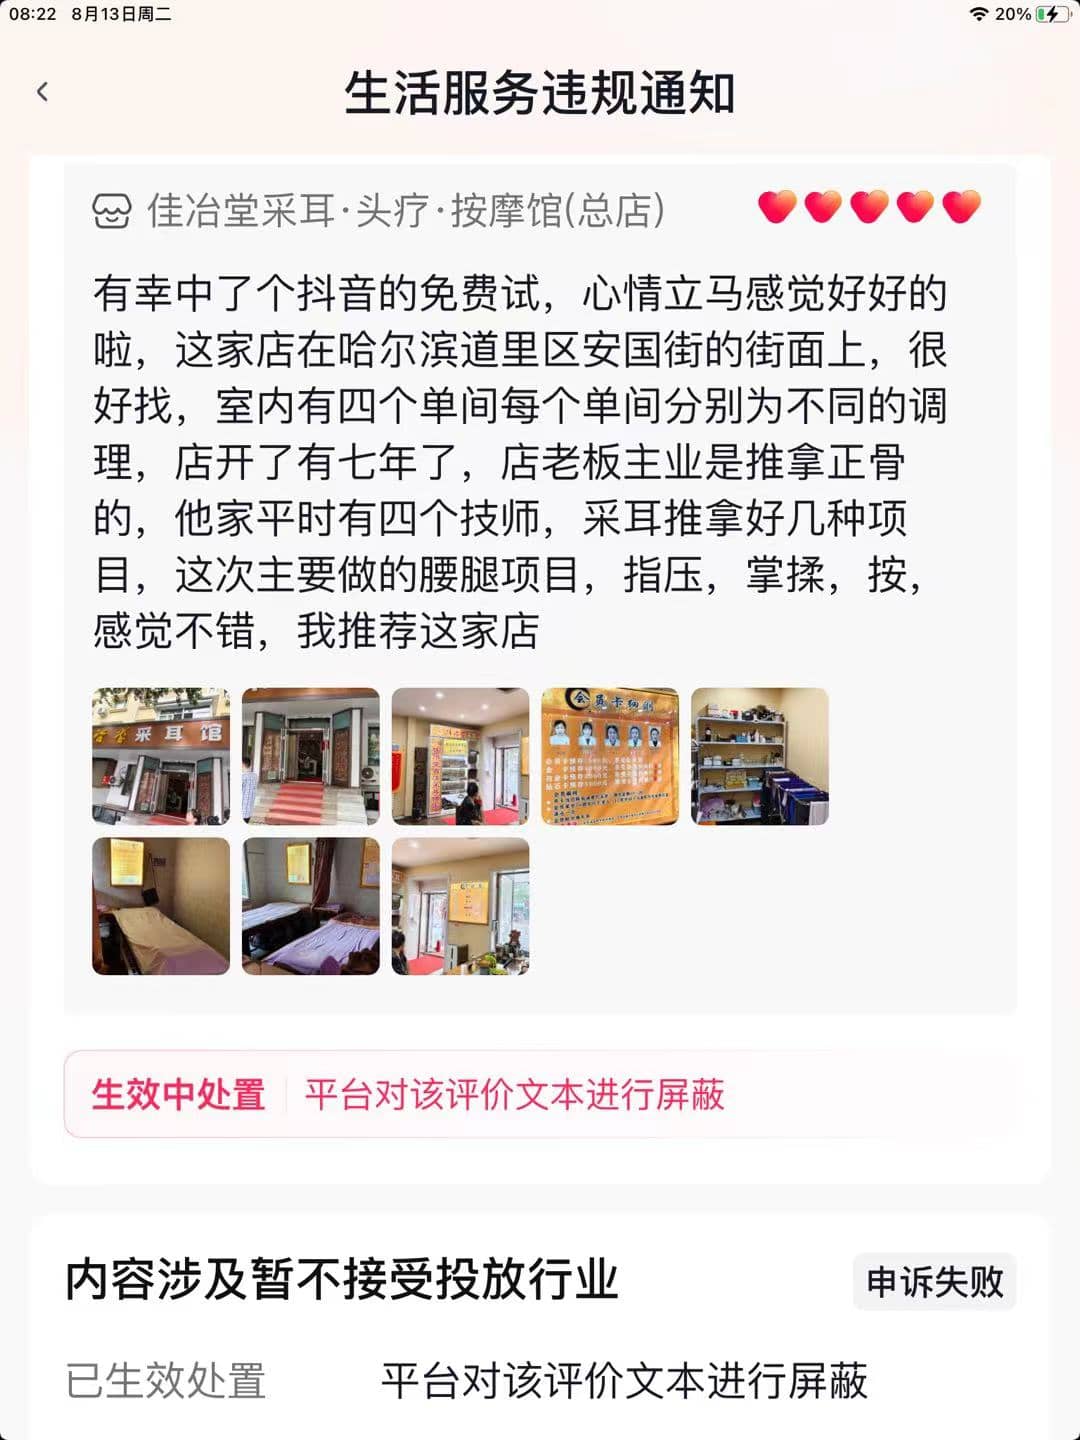 08:22 8月13日周二
20%
生活服务违规通知
佳冶堂采耳·头疗·按摩馆(总店)
有幸中了个抖音的免费试，心情立马感觉好好的
啦，这家店在哈尔滨道里区安国街的街面上，很
好找，室内有四个单间每个单间分别为不同的调
理，店开了有七年了，店老板主业是推拿正骨
的，他家平时有四个技师，采耳推拿好几种项
目，这次主要做的腰腿项目，指压，掌揉，按，
感觉不错，我推荐这家店
采耳馆
会员卡细则
生效中处置 平台对该评价文本进行屏蔽
内容涉及暂不接受投放行业
申诉失败
已生效处置 平台对该评价文本进行屏蔽